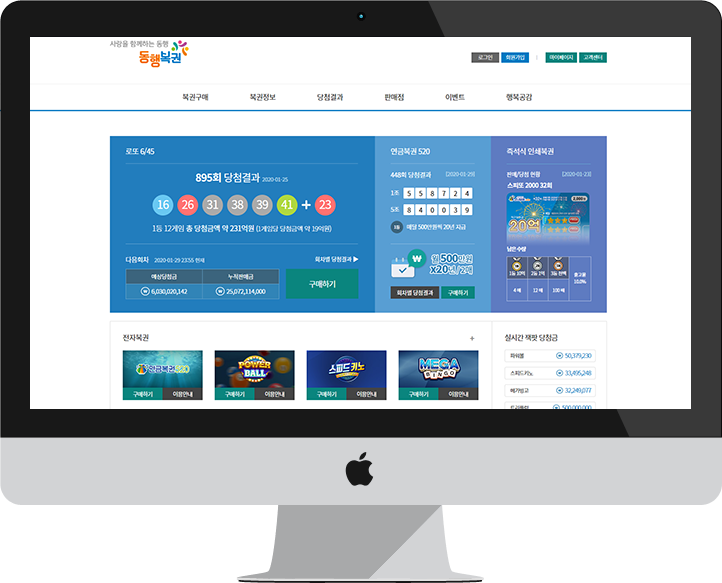 사랑을 함께하는 동행
동행복권
로그인 회원가입 | 마이페이지 고객센터
복권구매 복권정보 당첨결과 판매점 이벤트 행복공감
로또 6/45
895회 당첨결과 2020-01-25
16 26 31 38 39 41 + 23
1등 12게임 총 당첨금액 약 231억원 (1게임당 당첨금액 약 19억원)
다음회차 2020-01-29 23:55 현재 회차별 당첨결과 ▶
예상당첨금 누적판매금
₩ 6,030,020,142 ₩ 25,072,114,000
구매하기
연금복권 520
448회 당첨결과 [2020-01-29]
1조 5 5 8 7 2 4
5조 8 4 0 0 3 9
1등 매달 500만원씩 20년 지급
월 500만원
x20년/2매
회차별 당첨결과 구매하기
즉석식 인쇄복권
판매/당첨 현황 [2020-01-23]
스피또 2000 32회
20억
남은 수량
1등 10억 2등 1억 3등 천만
출고율
4 매 13 매 100 매
전자복권 +
연금복권520
구매하기 이용안내
POWER
BALL
구매하기 이용안내
스피드키노
구매하기 이용안내
MEGA
BINGO
구매하기 이용안내
실시간 잭팟 당첨금
파워볼 ₩ 50,379,230
스피드키노 ₩ 33,495,248
메가빙고 ₩ 32,249,077
트리플럭 ₩ 500,000,000